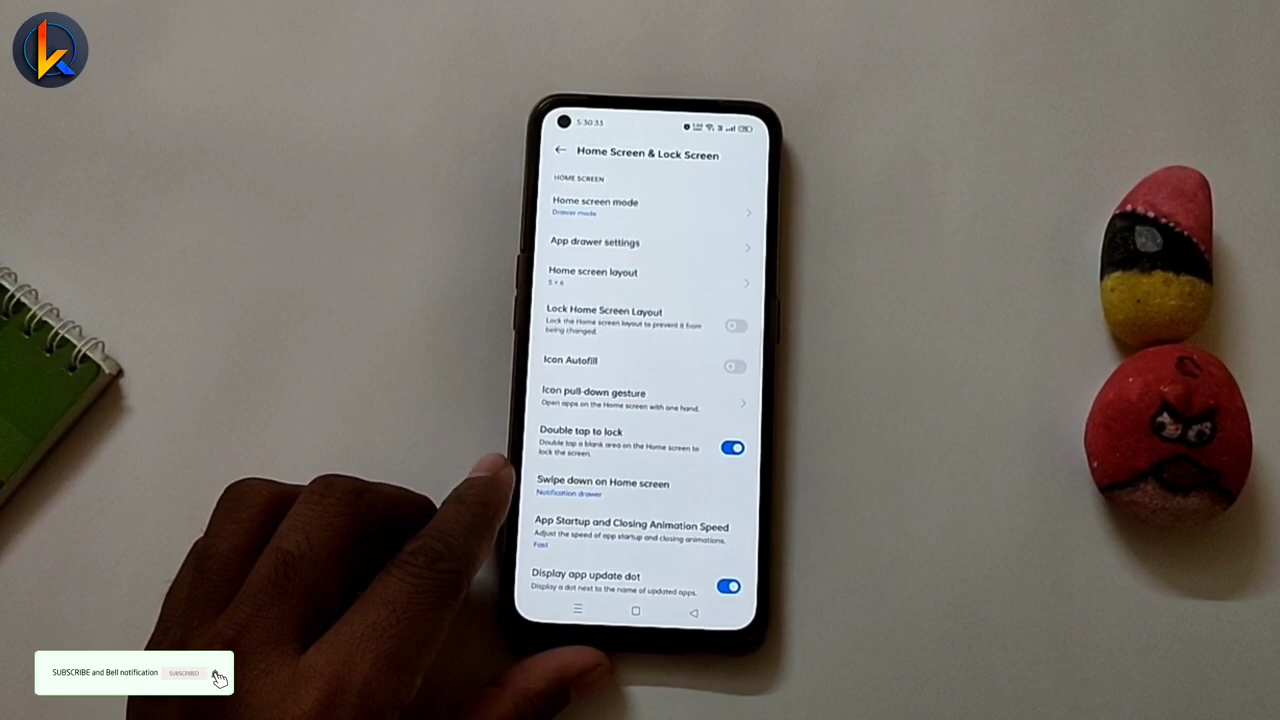 5:30:33
Home Screen & Lock Screen
HOME SCREEN
Home screen mode
Drawer mode
App drawer settings
Home screen layout
5 × 6
Lock Home Screen Layout
Lock the Home screen layout to prevent it from
being changed.
Icon Autofill
Icon pull-down gesture
Open apps on the Home screen with one hand.
Double tap to lock
Double tap a blank area on the Home screen to
lock the screen.
Swipe down on Home screen
Notification drawer
App Startup and Closing Animation Speed
Adjust the speed of app startup and closing animations.
Fast
Display app update dot
Display a dot next to the name of updated apps.
SUBSCRIBE and Bell notification SUBSCRIBED